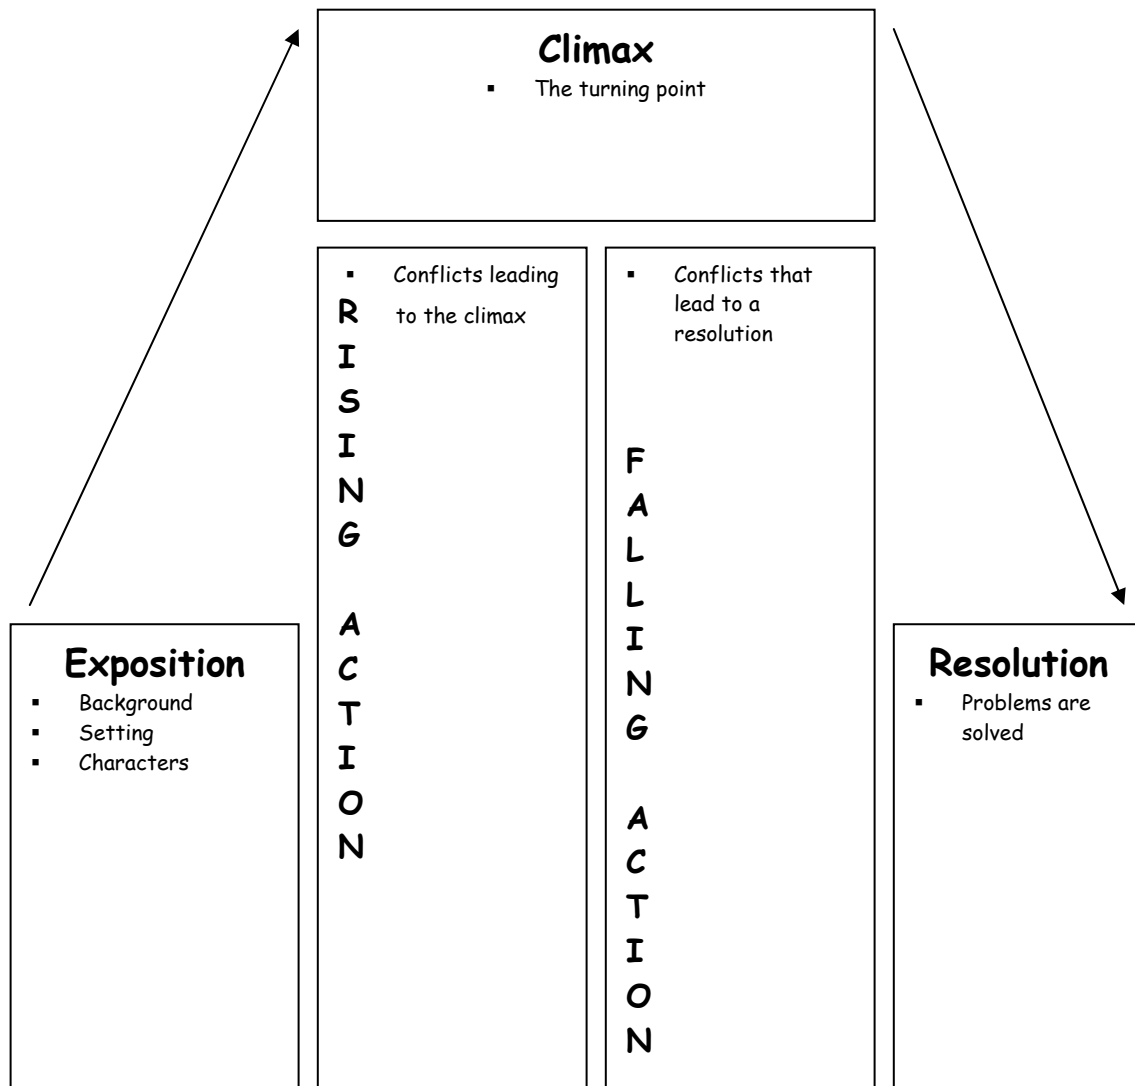 Climax
▪ The turning point
▪ Conflicts leading
to the climax
R
I
S
I
N
G
A
C
T
I
O
N
▪ Conflicts that
lead to a
resolution
F
A
L
L
I
N
G
A
C
T
I
O
N
Exposition
▪ Background
▪ Setting
▪ Characters
Resolution
▪ Problems are
solved